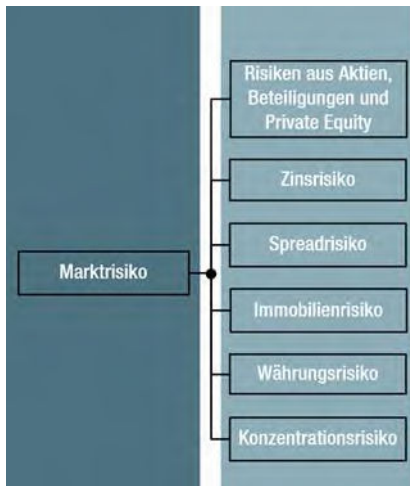 Marktrisiko
Risiken aus Aktien,
Beteiligungen und
Private Equity
Zinsrisiko
Spreadrisiko
Immobilienrisiko
Währungsrisiko
Konzentrationsrisiko